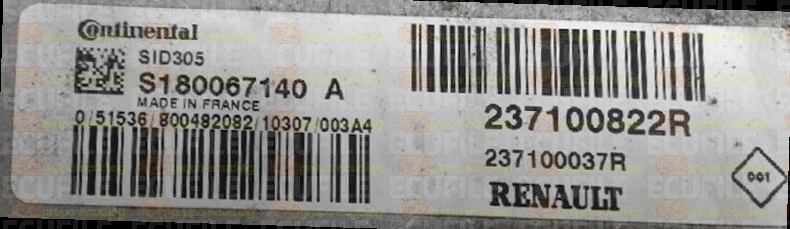 Continental
SID305
S180067140 A
MADE IN FRANCE
0/51536/800482082/10307/003A4
237100822R
237100037R
RENAULT
001